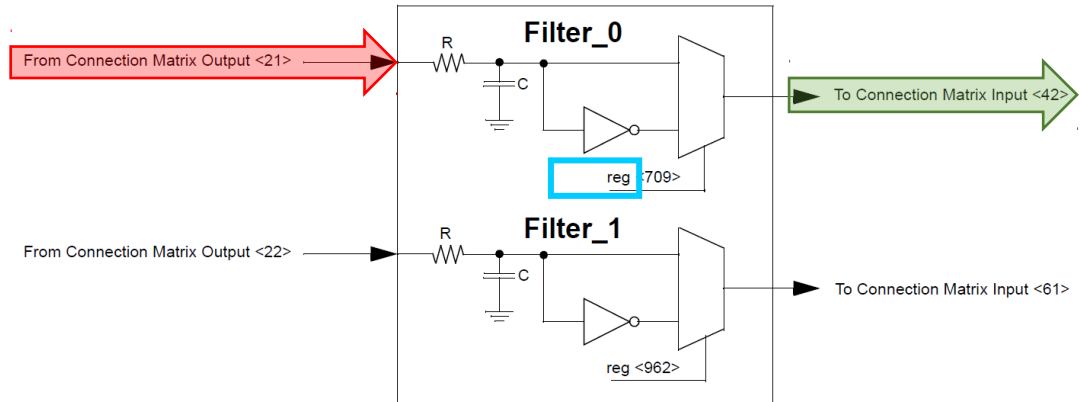 Filter_0
R
From Connection Matrix Output <21>
C
To Connection Matrix Input <42>
reg <709>
Filter_1
R
From Connection Matrix Output <22>
C
To Connection Matrix Input <61>
reg <962>